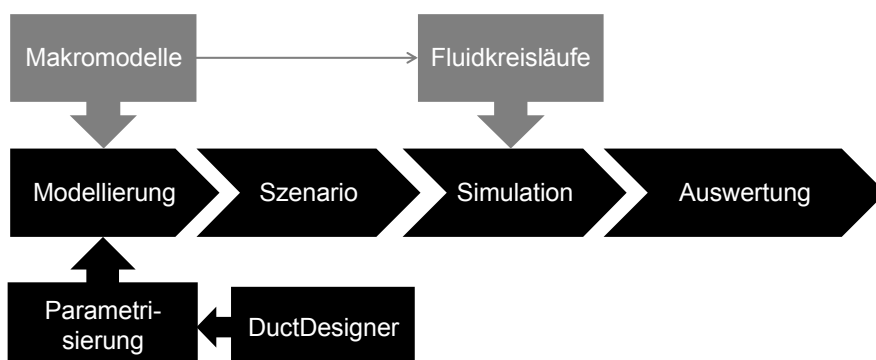 Makromodelle
Fluidkreisläufe
Modellierung
Szenario
Simulation
Auswertung
Parametri-
sierung
DuctDesigner